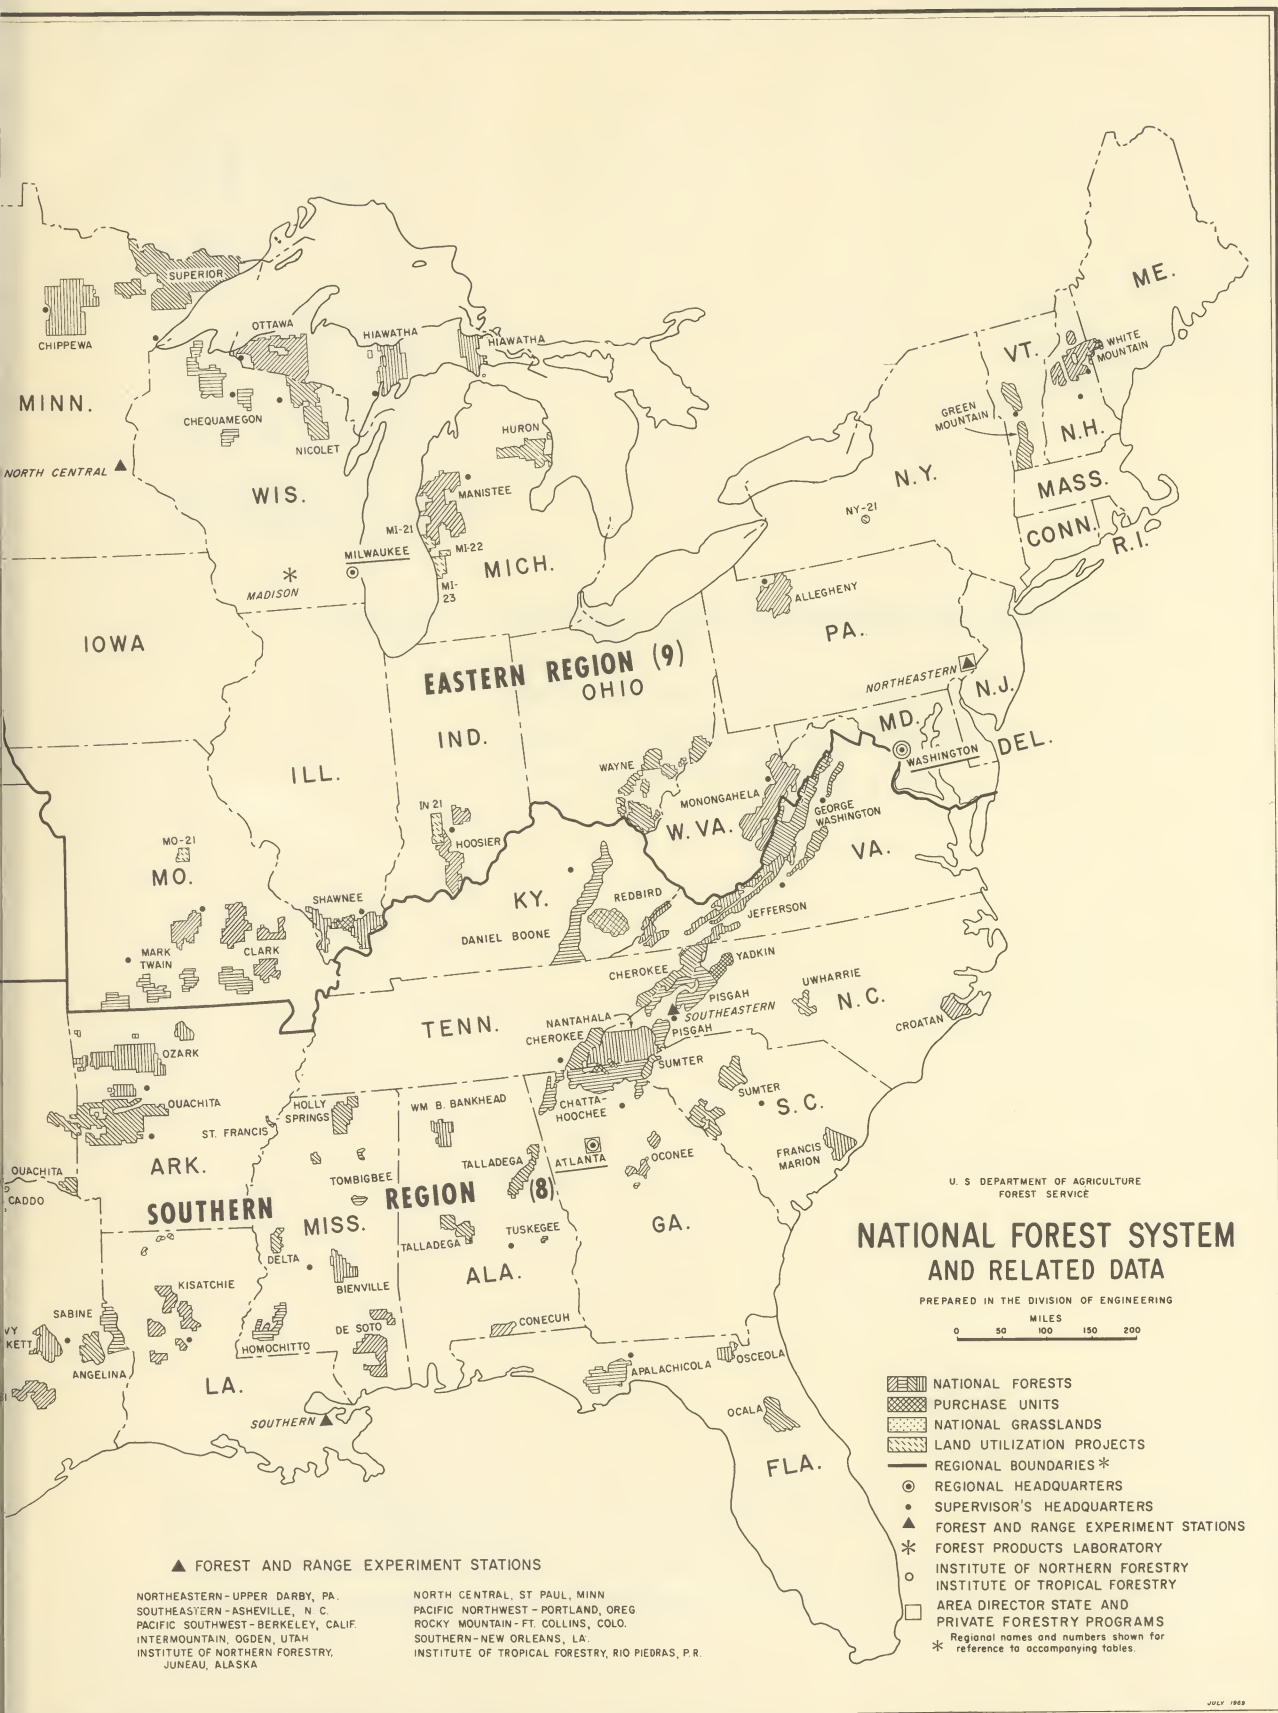 ME.
SUPERIOR
OTTAWA
HIAWATHA
HIAWATHA
CHIPPEWA
WHITE
MOUNTAIN
VT.
MINN.
CHEQUAMEGON
NICOLET
HURON
GREEN
MOUNTAIN
N.H.
NORTH CENTRAL
WIS.
MANISTEE
N.Y.
MASS.
NY-21
MI-21
MI-22
MILWAUKEE
MICH.
CONN.
R.I.
MADISON
MI-
23
ALLEGHENY
IOWA
PA.
EASTERN REGION (9)
OHIO
NORTHEASTERN
N.J.
MD.
DEL.
IND.
WASHINGTON
ILL.
WAYNE
MONONGAHELA
GEORGE
WASHINGTON
IN 21
HOOSIER
W. VA.
VA.
MO-21
MO.
SHAWNEE
KY.
REDBIRD
JEFFERSON
DANIEL BOONE
MARK
TWAIN
CLARK
YADKIN
CHEROKEE
UWHARRIE
PISGAH
SOUTHEASTERN
N.C.
CROATAN
TENN.
NANTAHALA
CHEROKEE
PISGAH
OZARK
SUMTER
SUMTER
OUACHITA
HOLLY
SPRINGS
WM B. BANKHEAD
CHATTA-
HOOCHEE
S.C.
ST. FRANCIS
FRANCIS
MARION
ARK.
TALLADEGA
ATLANTA
OCONEE
OUACHITA
CADDO
TOMBIGBEE
SOUTHERN REGION (8)
MISS.
GA.
TUSKEGEE
TALLADEGA
DELTA
BIENVILLE
ALA.
KISATCHIE
SABINE
VY
KETT
DE SOTO
CONECUH
HOMOCHITTO
ANGELINA
LA.
APALACHICOLA
OSCEOLA
OCALA
SOUTHERN
FLA.
U. S DEPARTMENT OF AGRICULTURE
FOREST SERVICE
NATIONAL FOREST SYSTEM
AND RELATED DATA
PREPARED IN THE DIVISION OF ENGINEERING
MILES
0 50 100 150 200
NATIONAL FORESTS
PURCHASE UNITS
NATIONAL GRASSLANDS
LAND UTILIZATION PROJECTS
REGIONAL BOUNDARIES *
REGIONAL HEADQUARTERS
SUPERVISOR'S HEADQUARTERS
FOREST AND RANGE EXPERIMENT STATIONS
FOREST PRODUCTS LABORATORY
INSTITUTE OF NORTHERN FORESTRY
INSTITUTE OF TROPICAL FORESTRY
AREA DIRECTOR STATE AND
PRIVATE FORESTRY PROGRAMS
* Regional names and numbers shown for
reference to accompanying tables.
▲ FOREST AND RANGE EXPERIMENT STATIONS
NORTHEASTERN-UPPER DARBY, PA.
SOUTHEASTERN-ASHEVILLE, N C.
PACIFIC SOUTHWEST-BERKELEY, CALIF.
INTERMOUNTAIN, OGDEN, UTAH
INSTITUTE OF NORTHERN FORESTRY,
JUNEAU, ALASKA
NORTH CENTRAL, ST PAUL, MINN
PACIFIC NORTHWEST-PORTLAND, OREG
ROCKY MOUNTAIN-FT. COLLINS, COLO.
SOUTHERN-NEW ORLEANS, LA.
INSTITUTE OF TROPICAL FORESTRY, RIO PIEDRAS, P.R.
JULY 1969